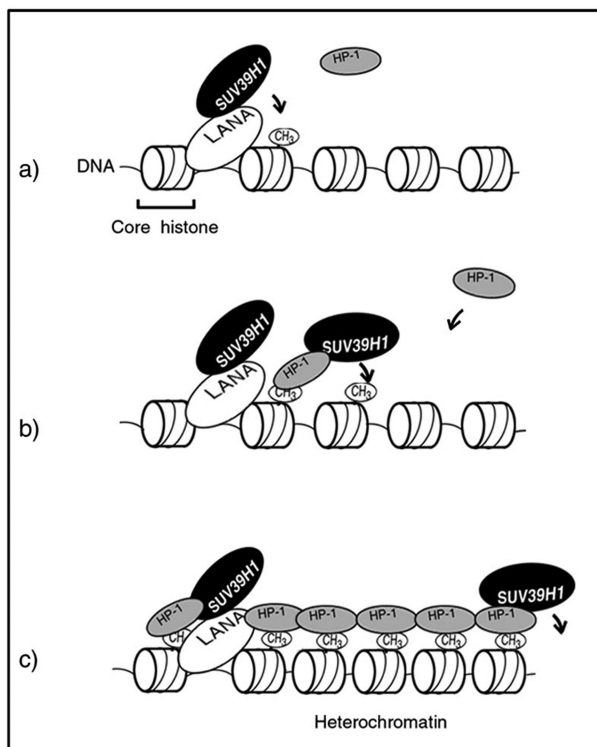 SUV39H1
HP-1
LANA
CH3
a)
DNA
Core histone
HP-1
SUV39H1
SUV39H1
HP-1
LANA
CH3
CH3
b)
SUV39H1
SUV39H1
HP-1
HP-1
HP-1
HP-1
HP-1
HP-1
LANA
CH3
CH3
CH3
CH3
CH3
CH3
c)
Heterochromatin